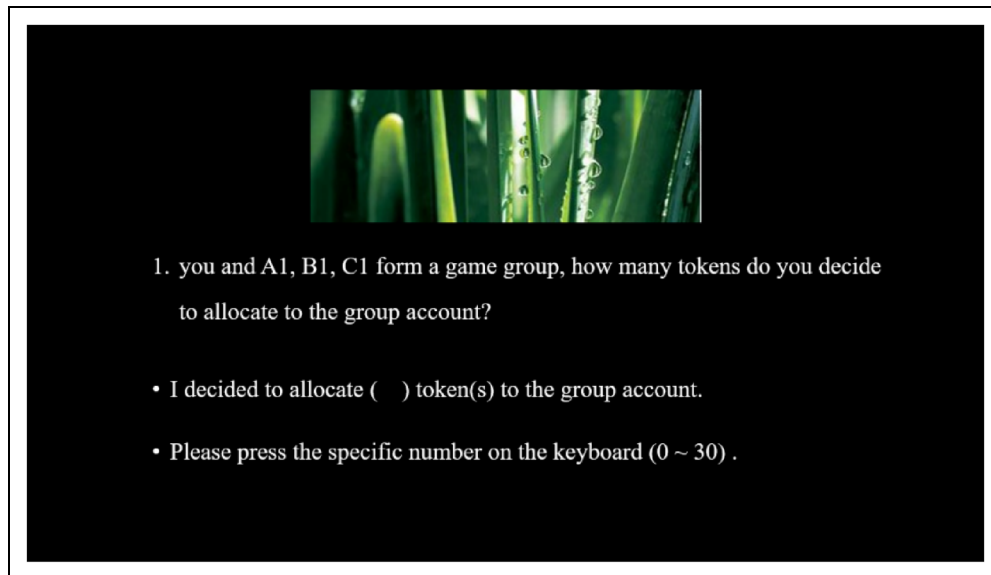 1. you and A1, B1, C1 form a game group, how many tokens do you decide
to allocate to the group account?
• I decided to allocate (    ) token(s) to the group account.
• Please press the specific number on the keyboard (0 ~ 30) .